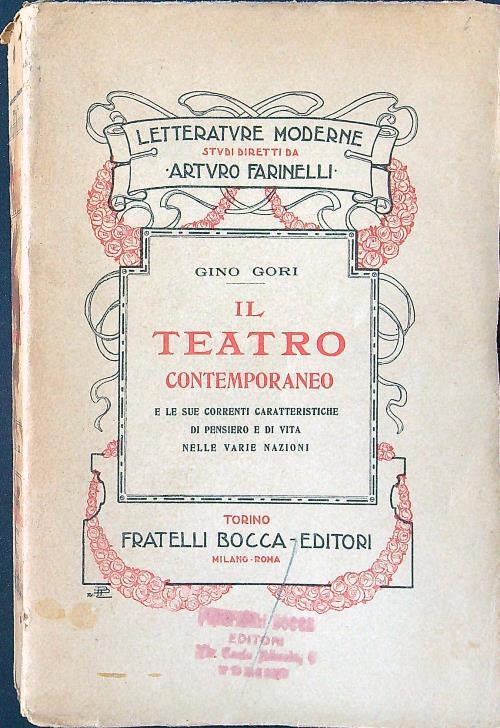 LETTERATVRE MODERNE
STVDI DIRETTI DA
·ARTVRO FARINELLI·
GINO GORI
IL
TEATRO
CONTEMPORANEO
E LE SUE CORRENTI CARATTERISTICHE
DI PENSIERO E DI VITA
NELLE VARIE NAZIONI
TORINO
FRATELLI BOCCA-EDITORI
MILANO-ROMA
BOCCA
EDITORI